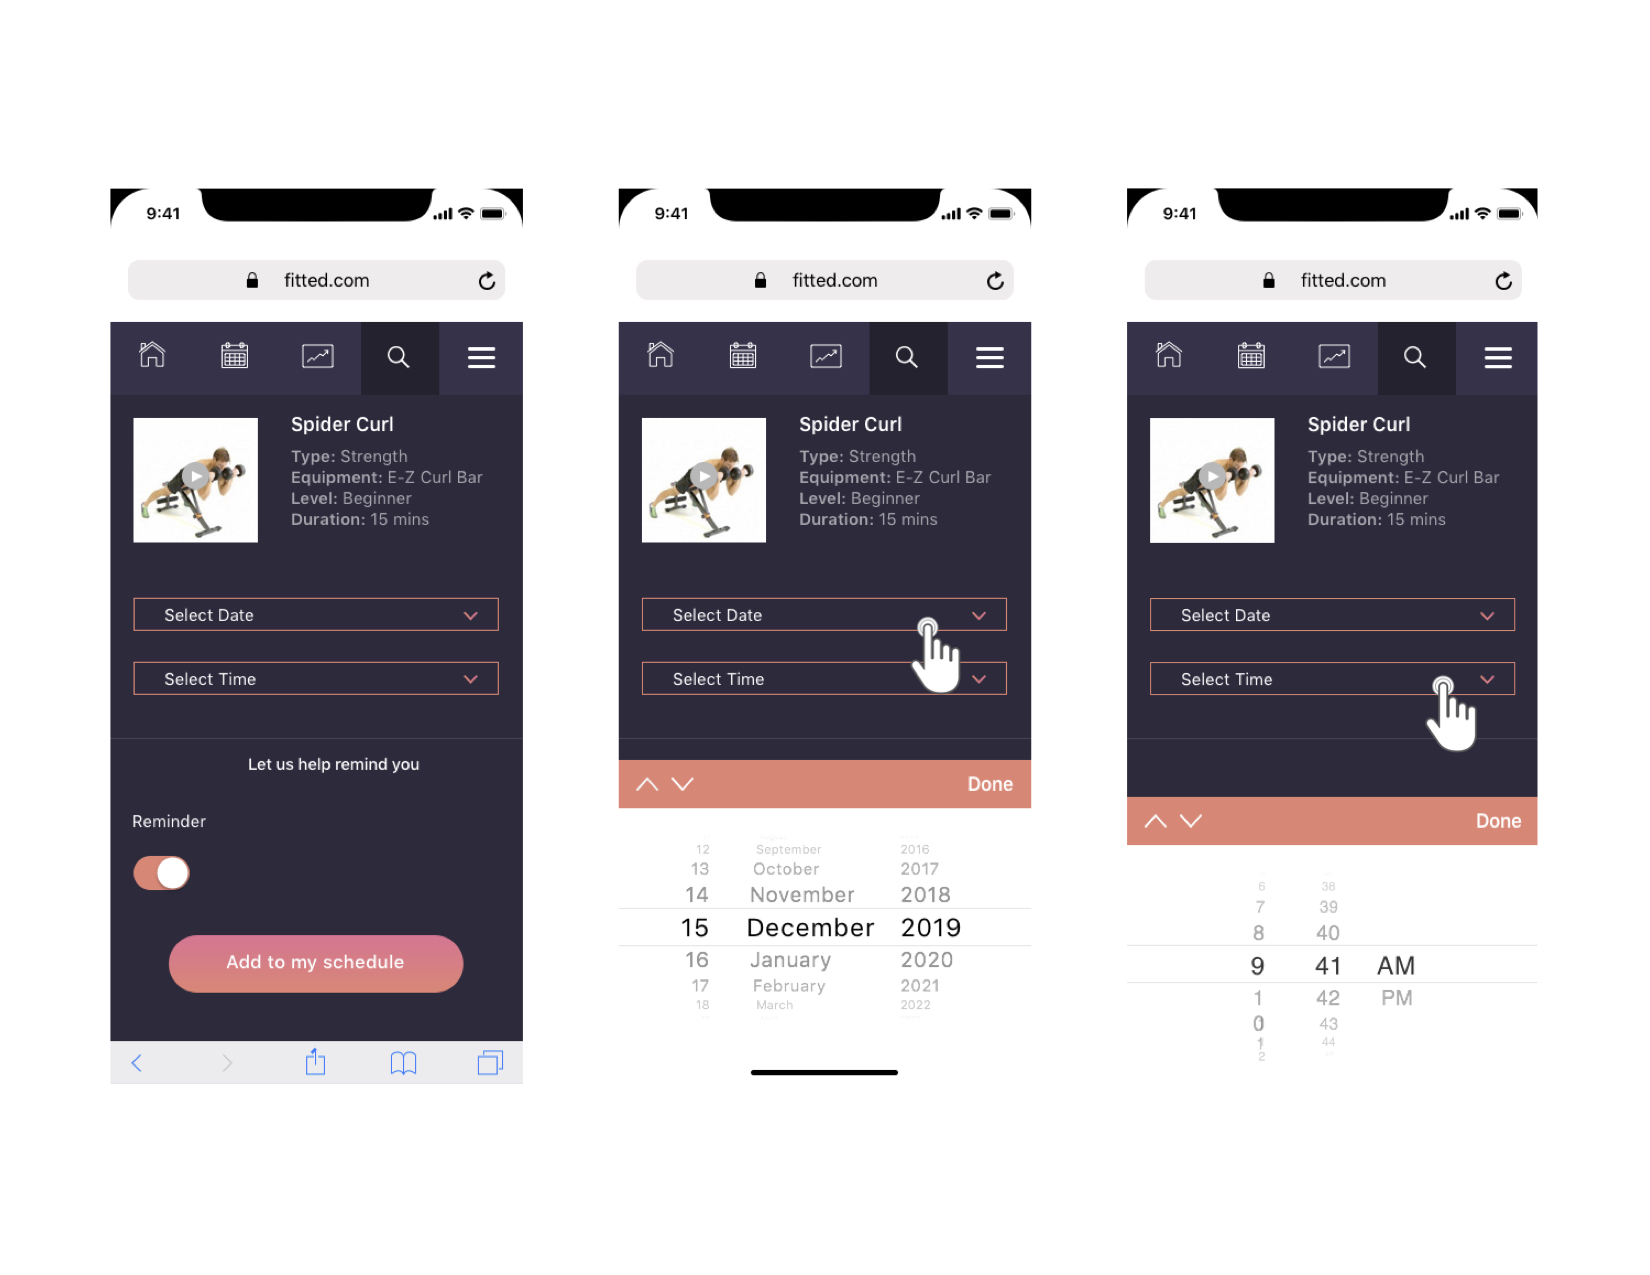 9:41
fitted.com
Spider Curl
Type: Strength
Equipment: E-Z Curl Bar
Level: Beginner
Duration: 15 mins
Select Date
Select Time
Let us help remind you
Reminder
Add to my schedule
9:41
fitted.com
Spider Curl
Type: Strength
Equipment: E-Z Curl Bar
Level: Beginner
Duration: 15 mins
Select Date
Select Time
Done
12 September 2016
13 October 2017
14 November 2018
15 December 2019
16 January 2020
17 February 2021
18 March 2022
9:41
fitted.com
Spider Curl
Type: Strength
Equipment: E-Z Curl Bar
Level: Beginner
Duration: 15 mins
Select Date
Select Time
Done
6 38
7 39
8 40
9 41 AM
1 42 PM
0 43
44
2